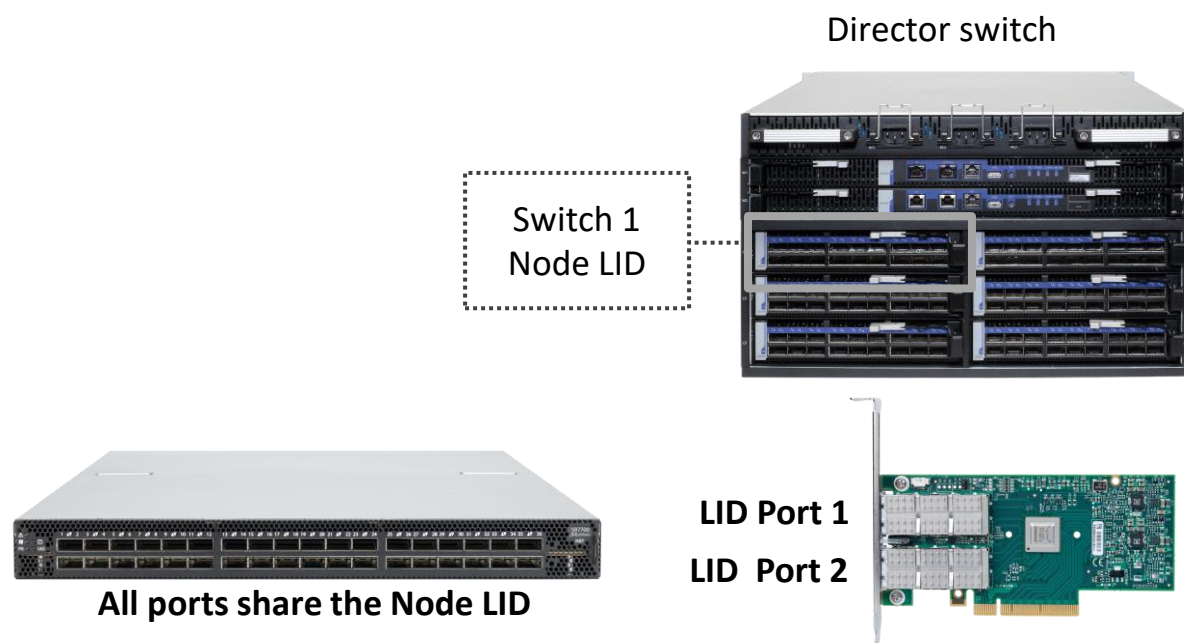 Director switch
Switch 1
Node LID
LID Port 1
LID  Port 2
All ports share the Node LID